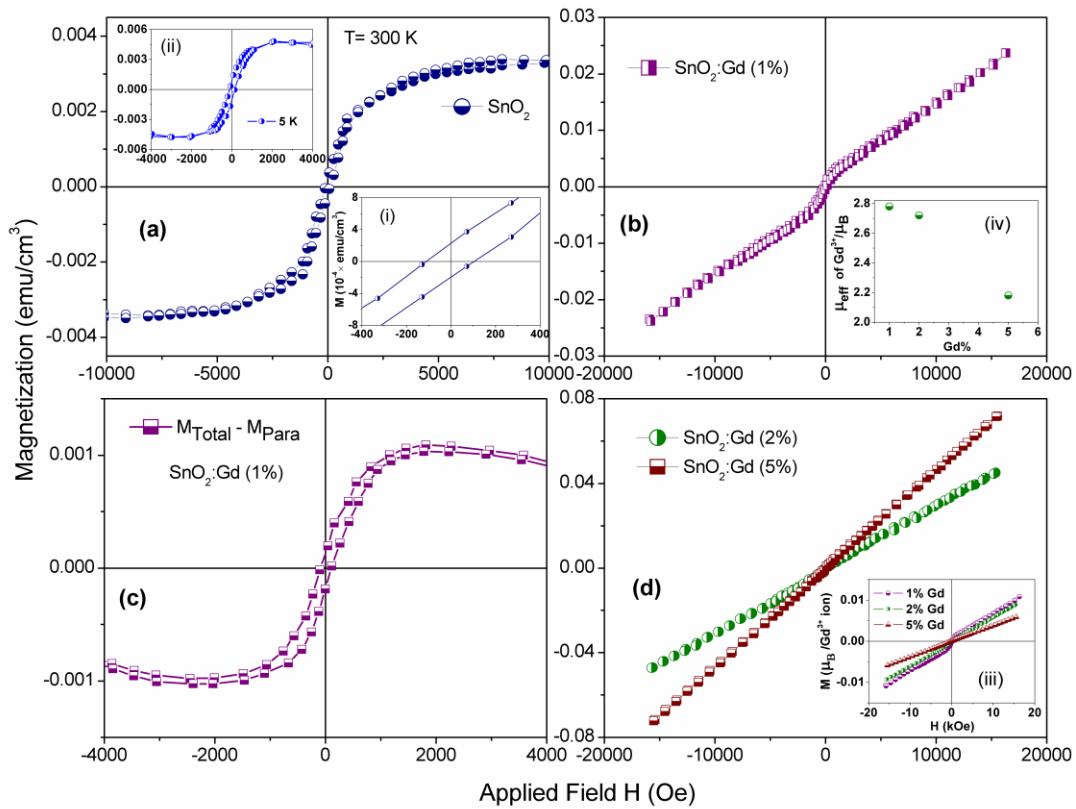 Magnetization (emu/cm³)
Applied Field H (Oe)
(a)
T= 300 K
SnO₂
0.004
0.002
0.000
-0.002
-0.004
-10000 -5000 0 5000 10000
(ii)
5 K
0.006
0.003
0.000
-0.003
-0.006
-4000 -2000 0 2000 4000
(i)
M (10⁻⁴× emu/cm³)
8
4
0
-4
-8
-400 -200 0 200 400
(b)
SnO₂:Gd (1%)
0.03
0.02
0.01
0.00
-0.01
-0.02
-0.03
-20000 -10000 0 10000 20000
(iv)
μeff of Gd³⁺/μB
2.8
2.6
2.4
2.2
2.0
1 2 3 4 5 6
Gd%
(c)
M Total - M Para
SnO₂:Gd (1%)
0.001
0.000
-0.001
-4000 -2000 0 2000 4000
(d)
SnO₂:Gd (2%)
SnO₂:Gd (5%)
0.08
0.04
0.00
-0.04
-0.08
-20000 -10000 0 10000 20000
1% Gd
2% Gd
5% Gd
(iii)
M (μB /Gd³⁺ ion)
0.01
0.00
-0.01
-20 -10 0 10 20
H (kOe)